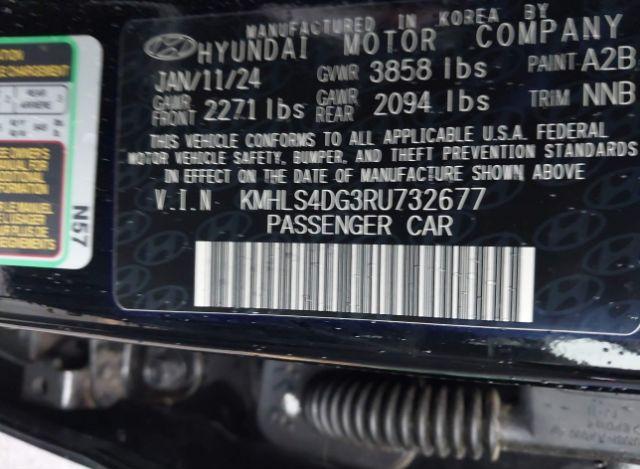 MANUFACTURED IN KOREA BY
HYUNDAI MOTOR COMPANY
JAN/11/24 GVWR 3858 lbs PAINT A2B
GAWR FRONT 2271 lbs GAWR REAR 2094 lbs TRIM NNB
THIS VEHICLE CONFORMS TO ALL APPLICABLE U.S.A. FEDERAL
MOTOR VEHICLE SAFETY, BUMPER, AND THEFT PREVENTION STANDARDS
IN EFFECT ON THE DATE OF MANUFACTURE SHOWN ABOVE
V.I.N KMHLS4DG3RU732677
PASSENGER CAR
N57
REAR
ARRIERE